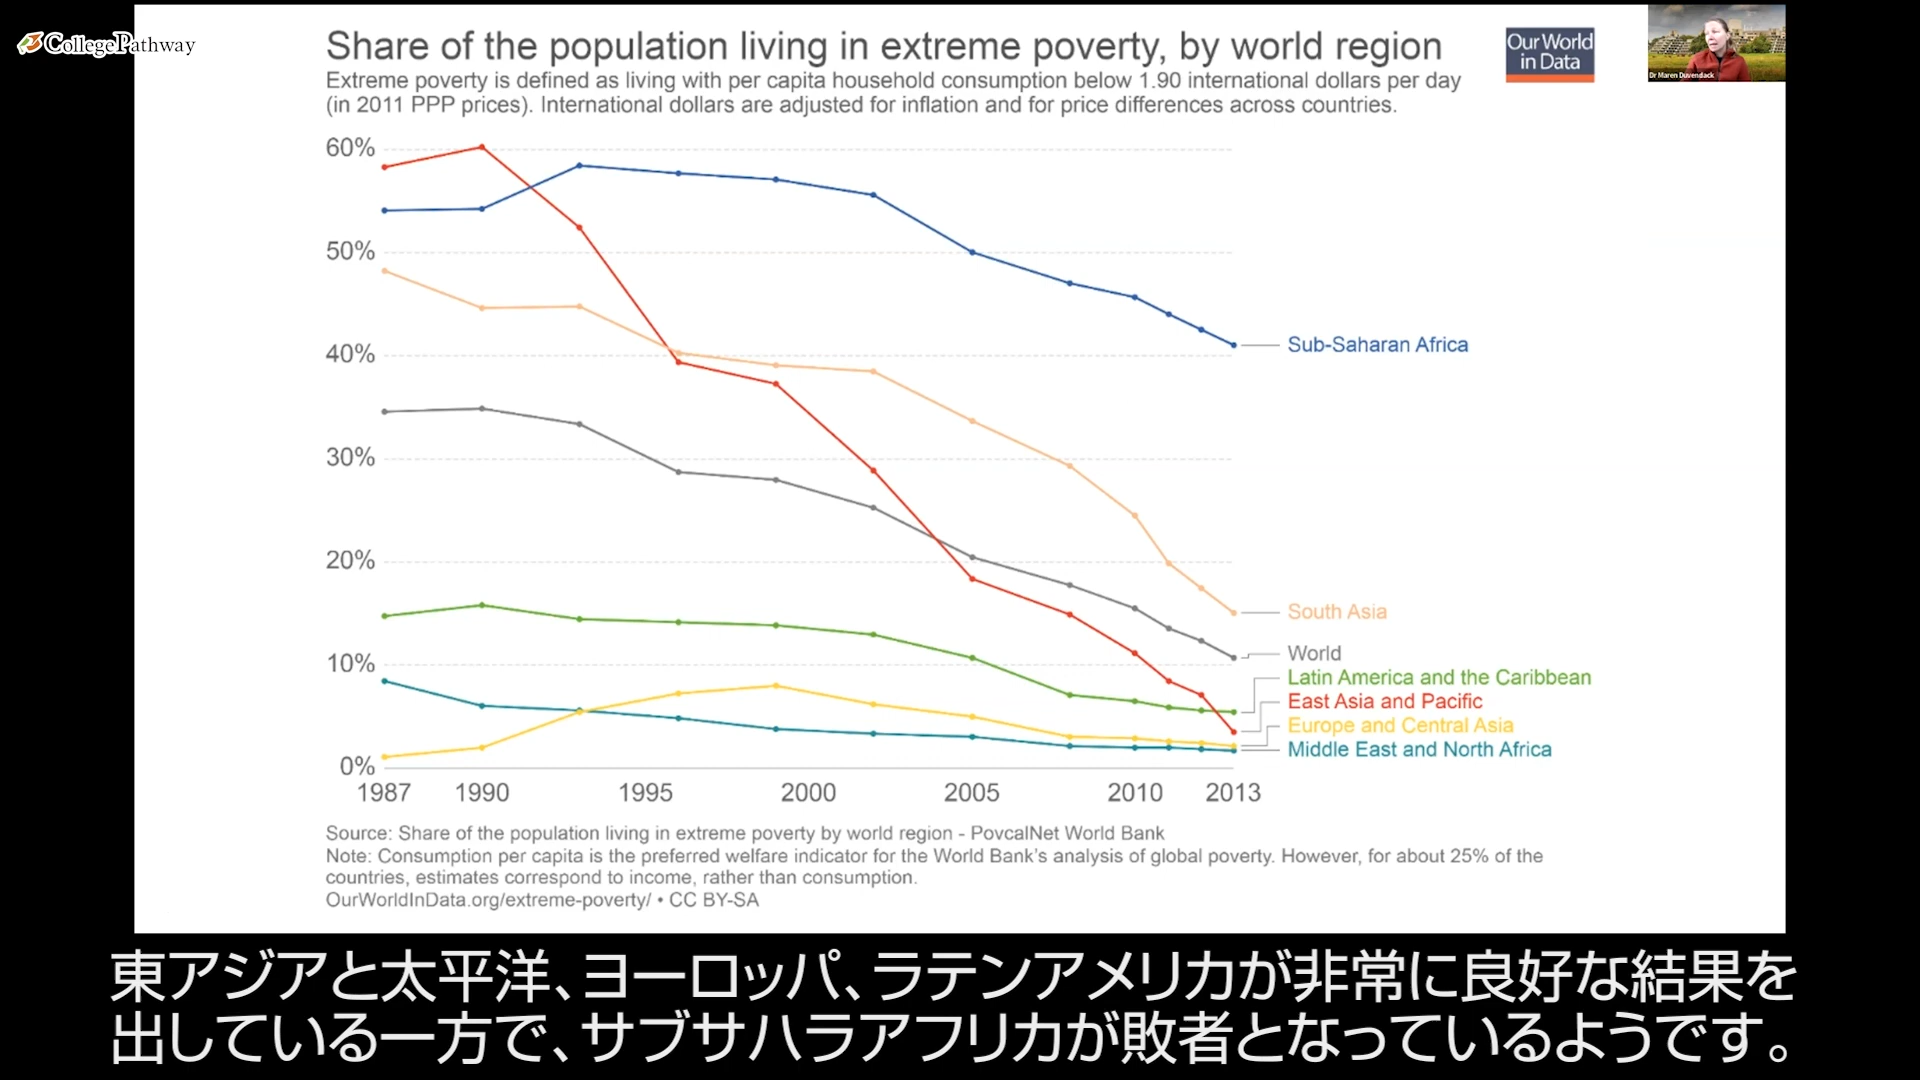 CollegePathway
Share of the population living in extreme poverty, by world region
Extreme poverty is defined as living with per capita household consumption below 1.90 international dollars per day
(in 2011 PPP prices). International dollars are adjusted for inflation and for price differences across countries.
Our World
in Data
Dr Maren Duvendack
60%
50%
40%
30%
20%
10%
0%
Sub-Saharan Africa
South Asia
World
Latin America and the Caribbean
East Asia and Pacific
Europe and Central Asia
Middle East and North Africa
1987 1990 1995 2000 2005 2010 2013
Source: Share of the population living in extreme poverty by world region - PovcalNet World Bank
Note: Consumption per capita is the preferred welfare indicator for the World Bank's analysis of global poverty. However, for about 25% of the
countries, estimates correspond to income, rather than consumption.
OurWorldInData.org/extreme-poverty/ • CC BY-SA
東アジアと太平洋、ヨーロッパ、ラテンアメリカが非常に良好な結果を
出している一方で、サブサハラアフリカが敗者となっているようです。